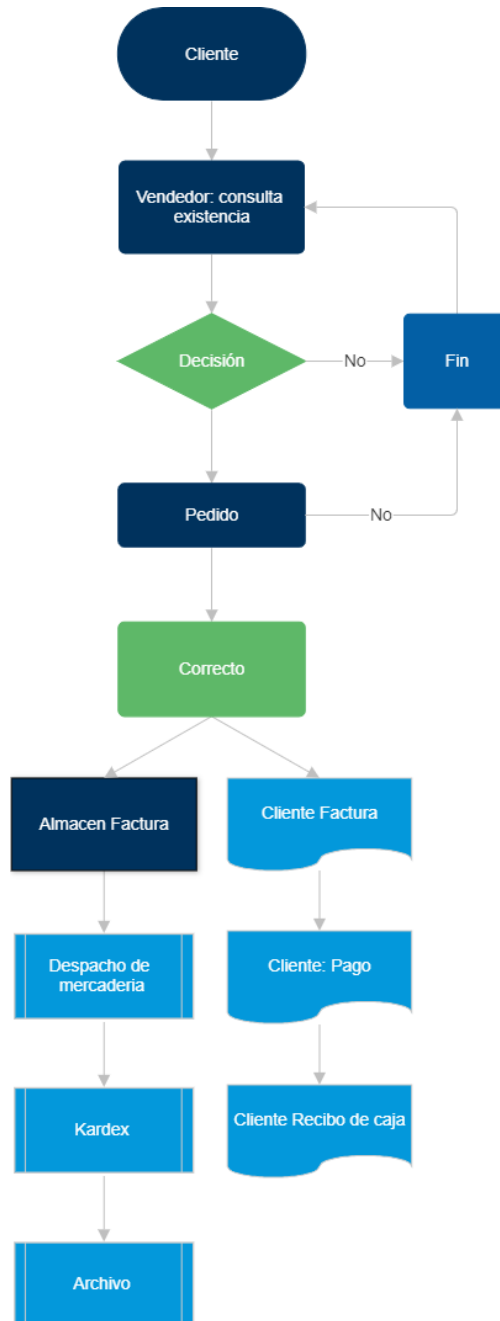 Cliente
Vendedor: consulta
existencia
Decisión
No
Fin
Pedido
No
Correcto
Almacen Factura
Cliente Factura
Despacho de
mercaderia
Cliente: Pago
Kardex
Cliente Recibo de caja
Archivo